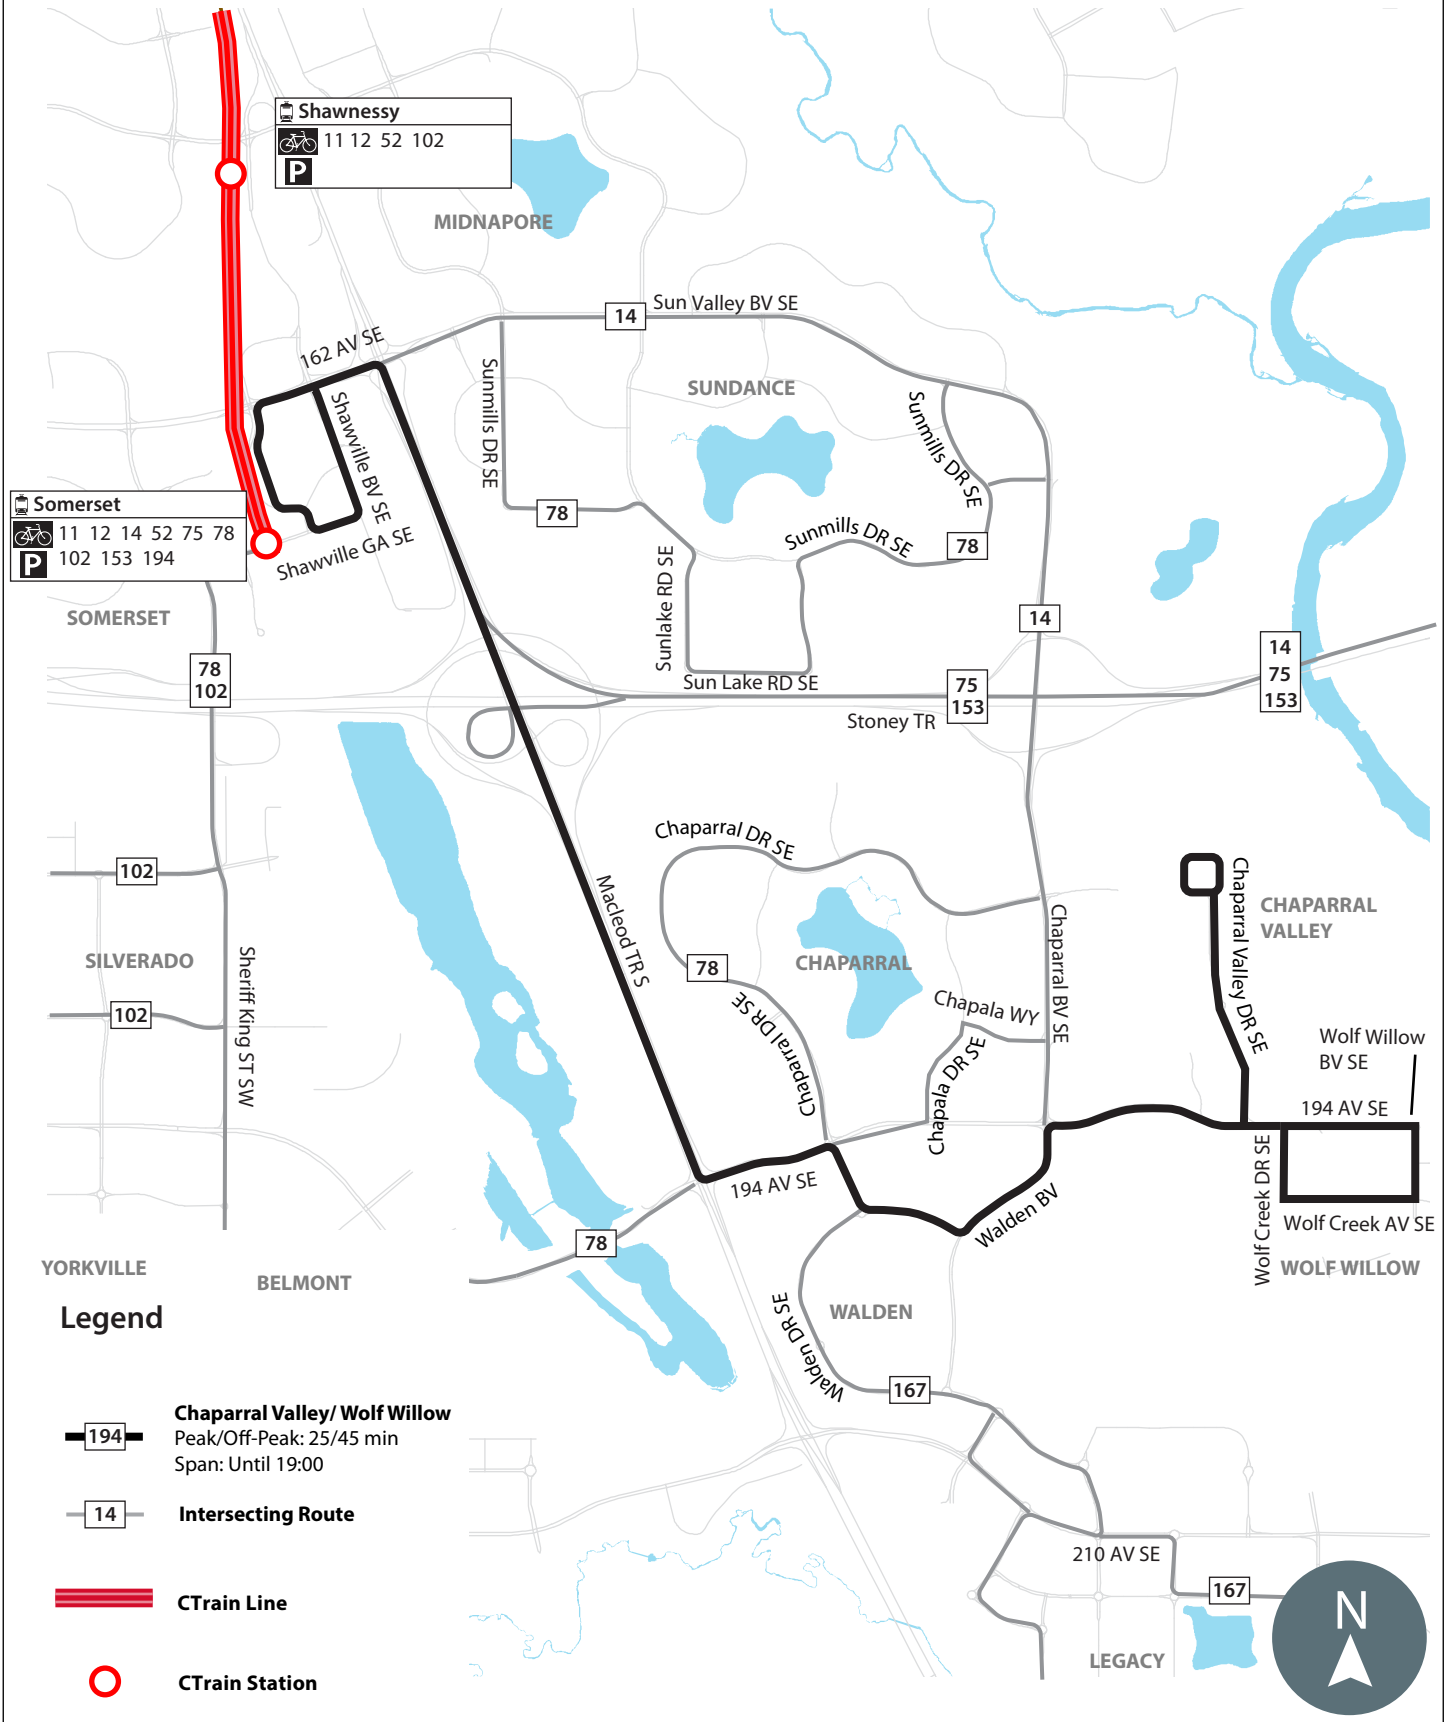 Shawnessy
11 12 52 102
P
MIDNAPORE
Sun Valley BV SE
14
162 AV SE
Sunmills DR SE
SUNDANCE
Shawville BV SE
Sunmills DR SE
Somerset
11 12 14 52 75 78
P
102 153 194
78
Sunmills DR SE
78
Shawville GA SE
Sunlake RD SE
SOMERSET
14
14
75
153
78
102
Sun Lake RD SE
75
153
Stoney TR
Chaparral DR SE
102
Macleod TR S
Chaparral Valley DR SE
CHAPARRAL
VALLEY
Chaparral BV SE
SILVERADO
Sheriff King ST SW
78
CHAPARRAL
Chaparral DR SE
Chapala WY
102
Wolf Willow
BV SE
Chapala DR SE
194 AV SE
194 AV SE
Wolf Creek DR SE
Walden BV
Wolf Creek AV SE
78
YORKVILLE
BELMONT
WOLF WILLOW
Legend
Walden DR SE
WALDEN
167
194
Chaparral Valley/ Wolf Willow
Peak/Off-Peak: 25/45 min
Span: Until 19:00
14
Intersecting Route
210 AV SE
167
CTrain Line
N
LEGACY
CTrain Station